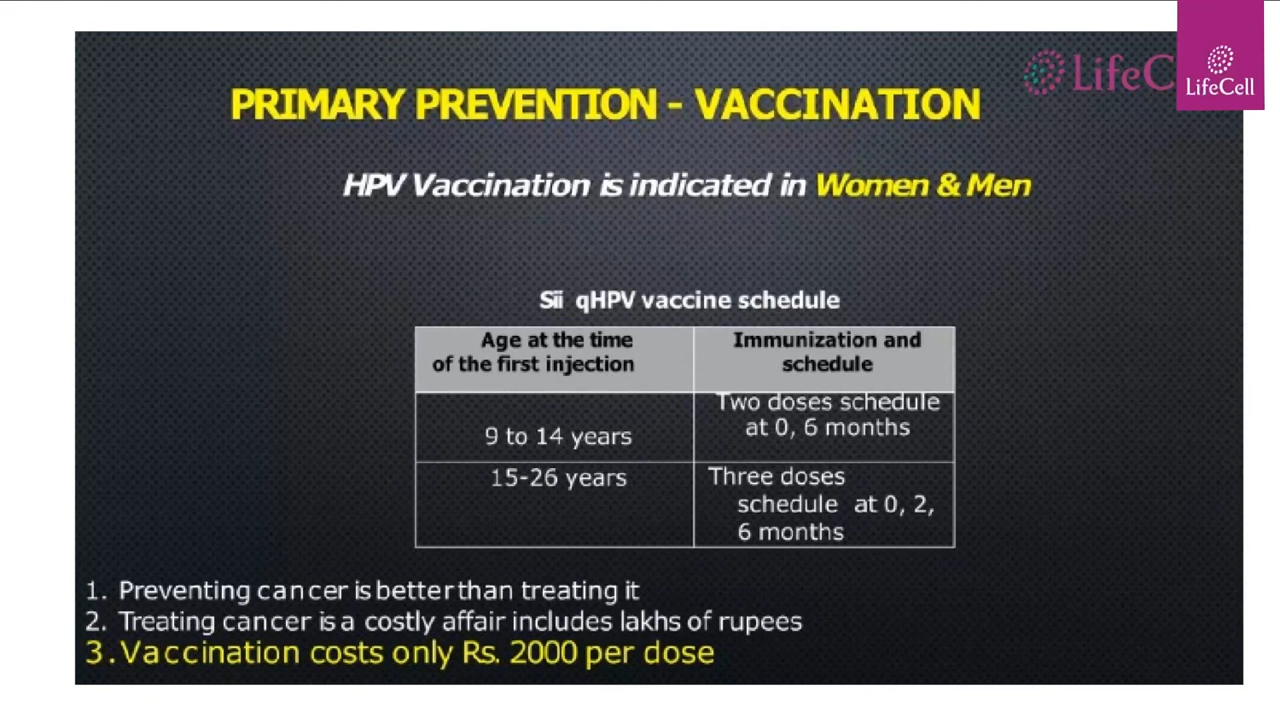 LifeC
LifeCell
PRIMARY PREVENTION - VACCINATION
HPV Vaccination is indicated in Women & Men
Sii qHPV vaccine schedule
Age at the time
of the first injection
Immunization and
schedule
9 to 14 years
Two doses schedule
at 0, 6 months
15-26 years
Three doses
schedule at 0, 2,
6 months
1. Preventing cancer is better than treating it
2. Treating cancer is a costly affair includes lakhs of rupees
3. Vaccination costs only Rs. 2000 per dose